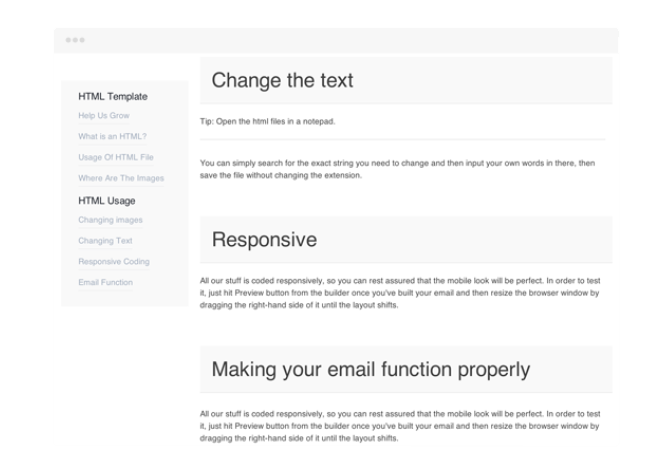 HTML Template
Help Us Grow
What is an HTML?
Usage Of HTML File
Where Are The Images
HTML Usage
Changing images
Changing Text
Responsive Coding
Email Function
Change the text
Tip: Open the html files in a notepad.
You can simply search for the exact string you need to change and then input your own words in there, then
save the file without changing the extension.
Responsive
All our stuff is coded responsively, so you can rest assured that the mobile look will be perfect. In order to test
it, just hit Preview button from the builder once you've built your email and then resize the browser window by
dragging the right-hand side of it until the layout shifts.
Making your email function properly
All our stuff is coded responsively, so you can rest assured that the mobile look will be perfect. In order to test
it, just hit Preview button from the builder once you've built your email and then resize the browser window by
dragging the right-hand side of it until the layout shifts.